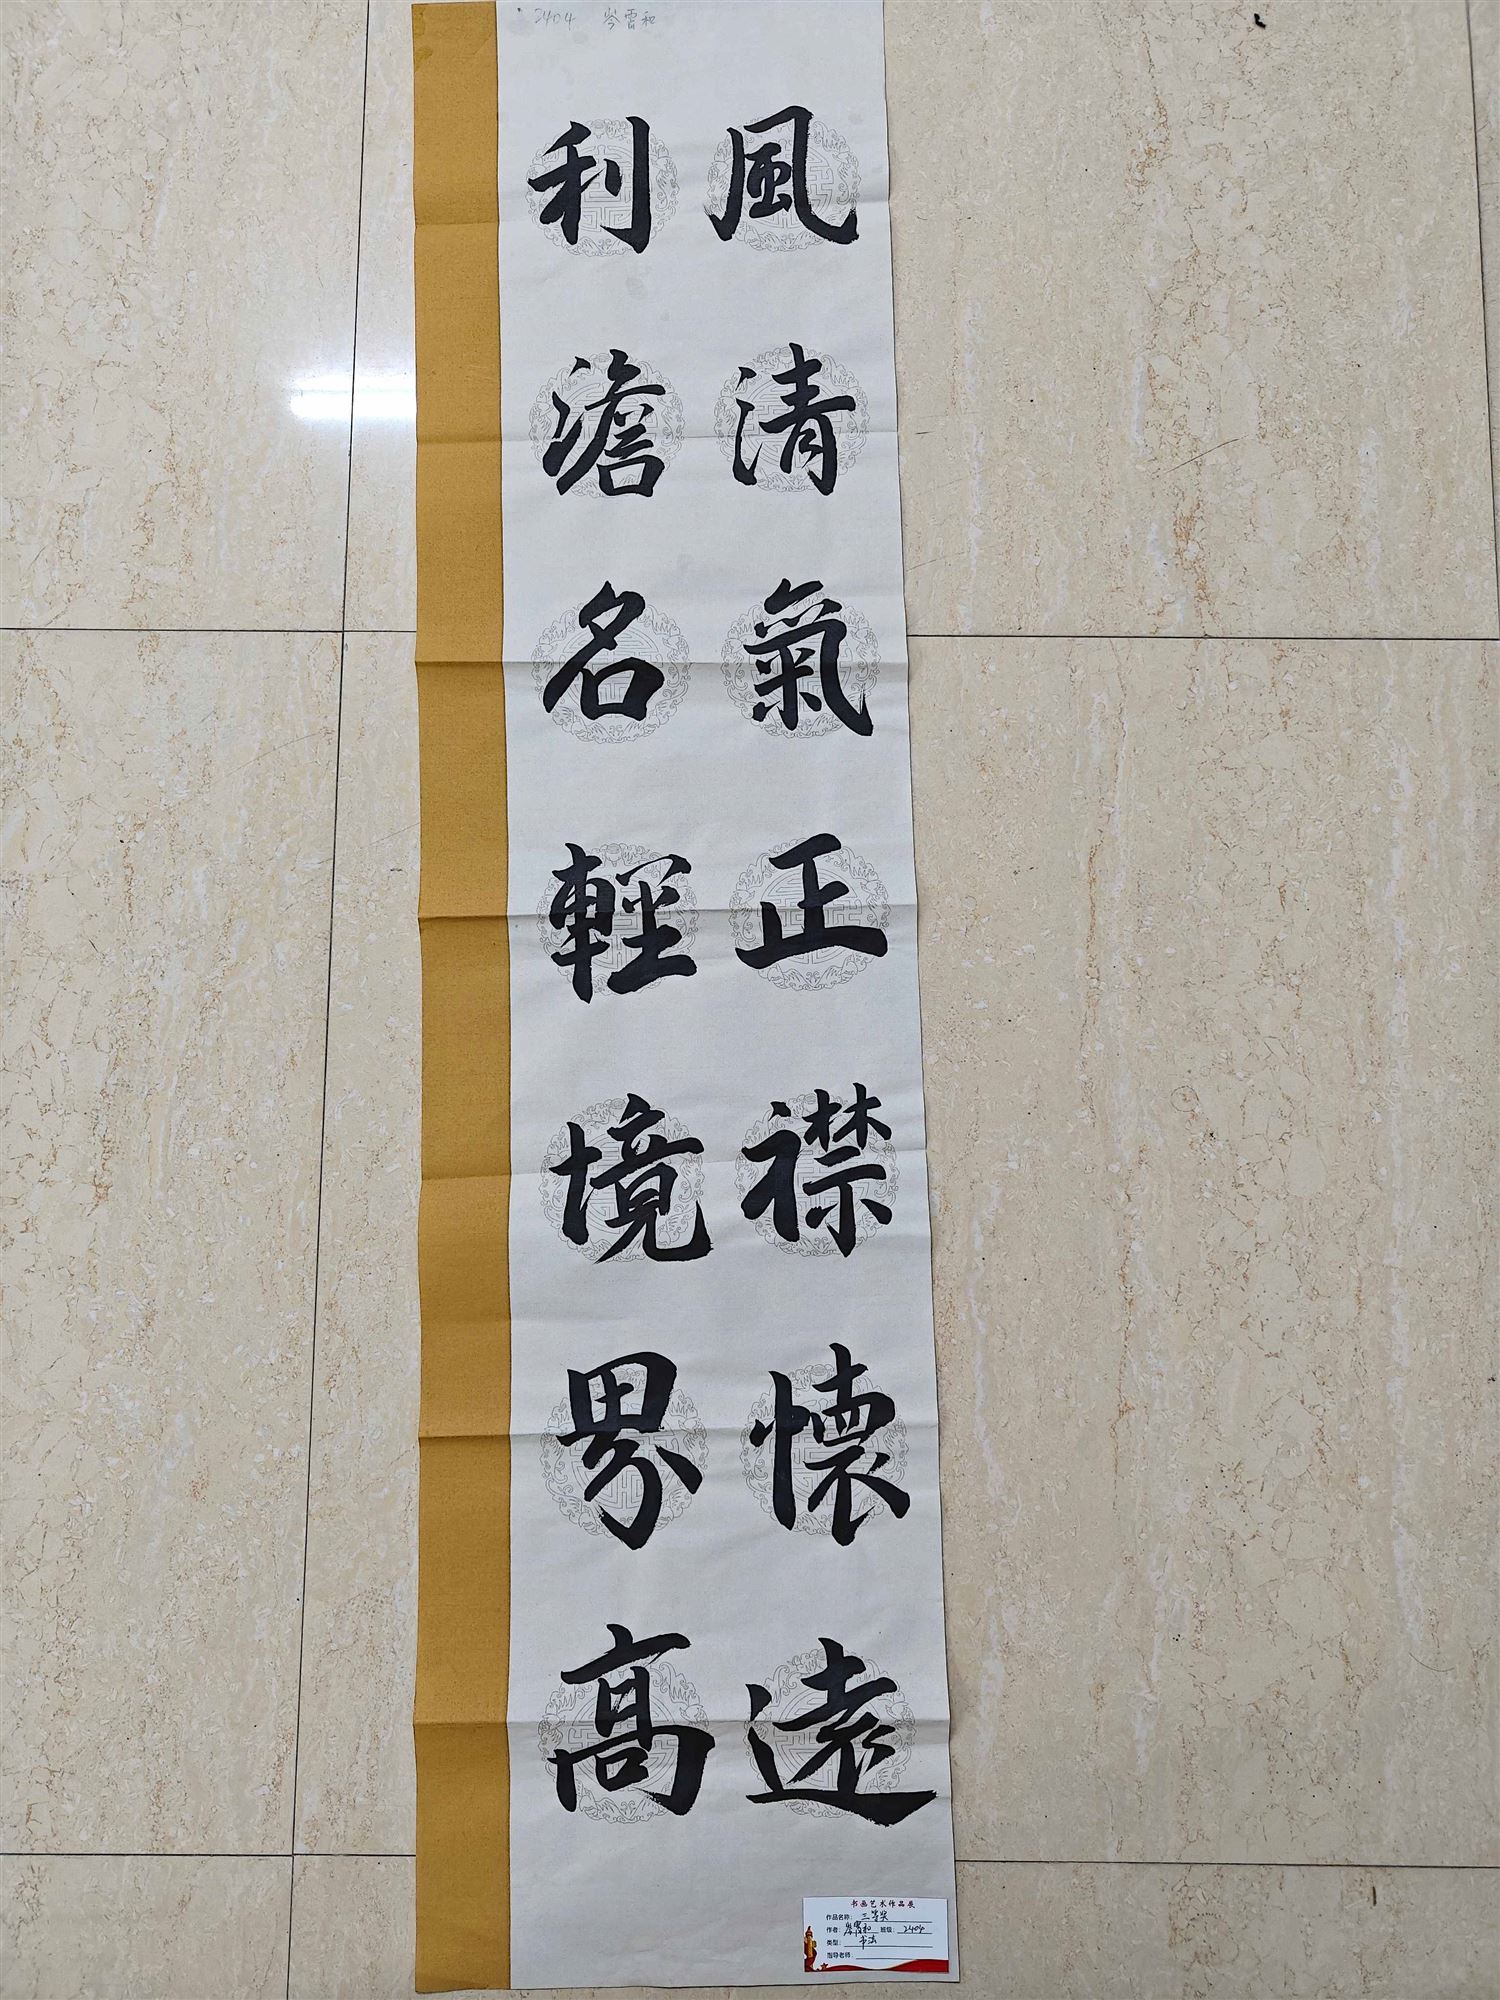 2404 岑雷和
風清氣正襟懷遠
利澹名輕境界高
书画艺术作品展
作品名称：三等奖
作者：岑雷和 班级：2404
类型：书法
指导老师：